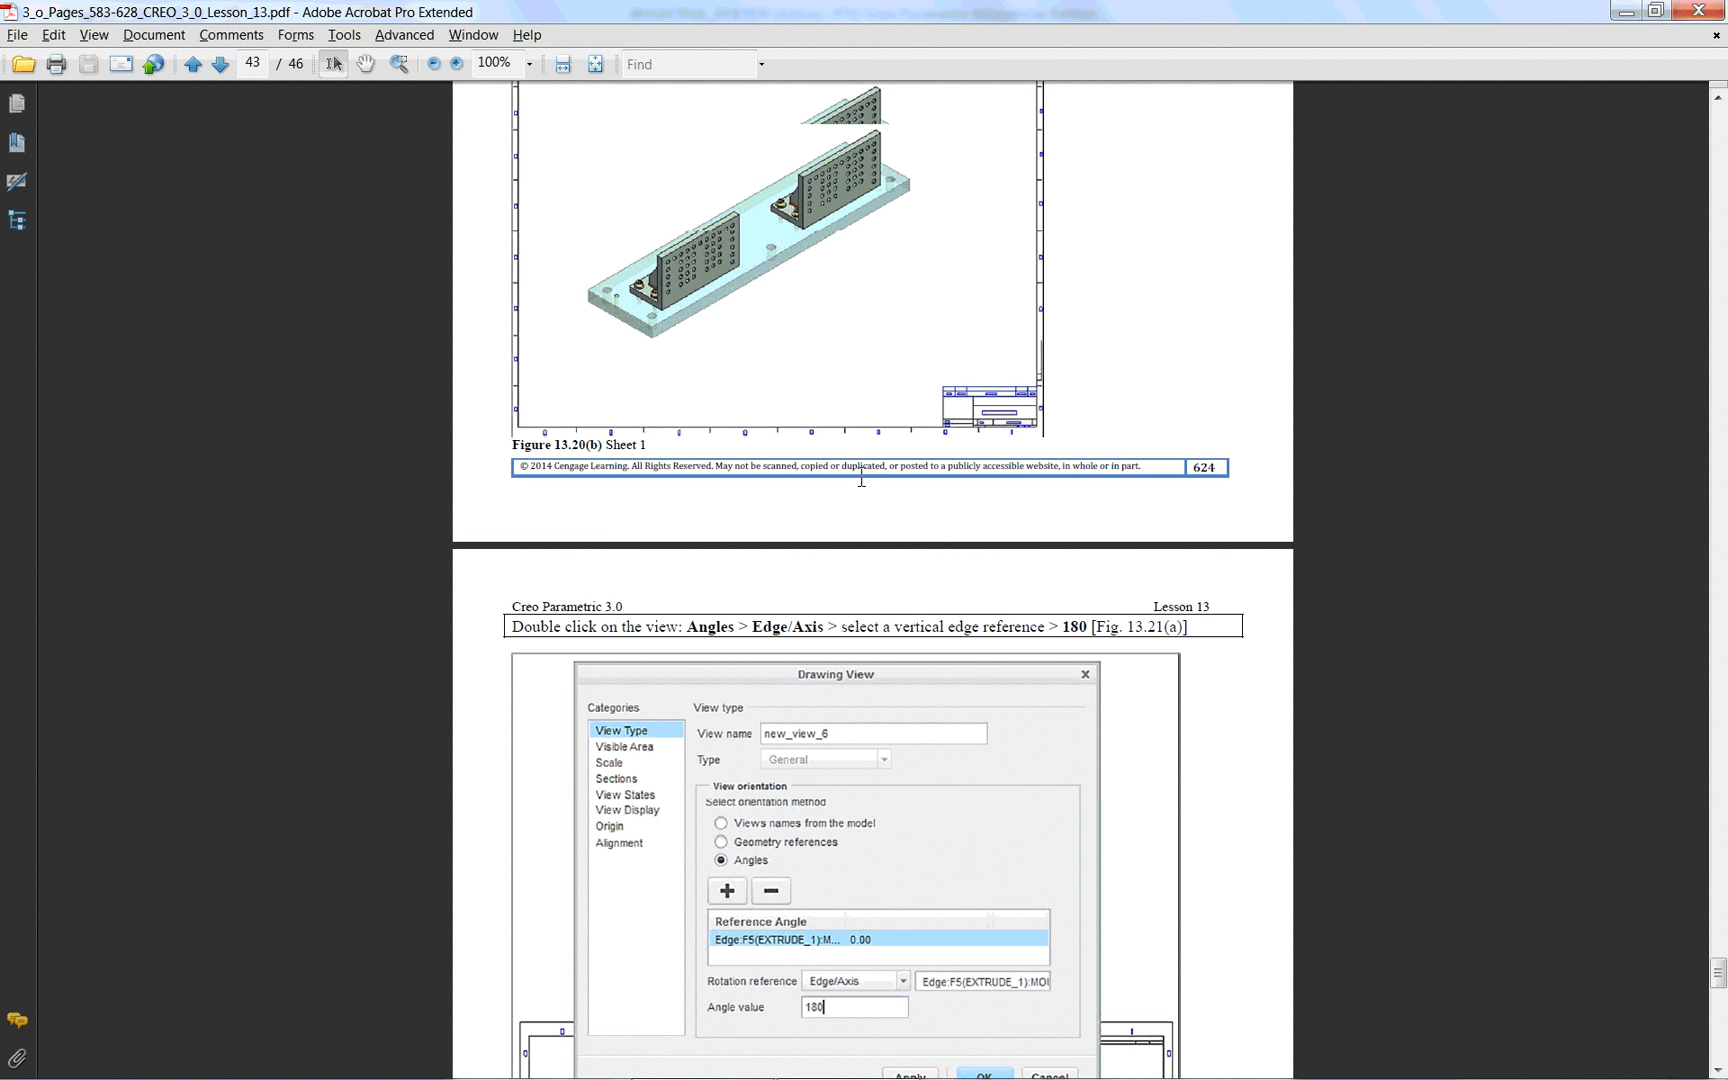 3_o_Pages_583-628_CREO_3_0_Lesson_13.pdf - Adobe Acrobat Pro Extended
File Edit View Document Comments Forms Tools Advanced Window Help
43 / 46 100% Find
Figure 13.20(b) Sheet 1
© 2014 Cengage Learning. All Rights Reserved. May not be scanned, copied or duplicated, or posted to a publicly accessible website, in whole or in part. 624
Creo Parametric 3.0 Lesson 13
Double click on the view: Angles > Edge/Axis > select a vertical edge reference > 180 [Fig. 13.21(a)]
Drawing View
Categories
View Type
Visible Area
Scale
Sections
View States
View Display
Origin
Alignment
View type
View name new_view_6
Type General
View orientation
Select orientation method
Views names from the model
Geometry references
Angles
Reference Angle
Edge:F5(EXTRUDE_1):M... 0.00
Rotation reference Edge/Axis Edge:F5(EXTRUDE_1):MOI
Angle value 180
Apply OK Cancel